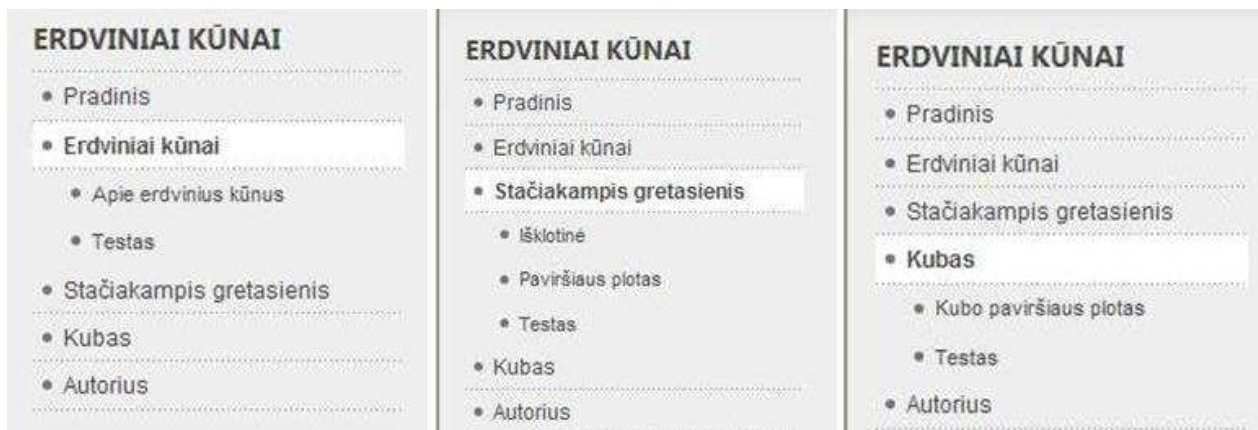 ERDVINIAI KŪNAI
Pradinis
Erdviniai kūnai
Apie erdvinius kūnus
Testas
Stačiakampis gretasienis
Kubas
Autorius
ERDVINIAI KŪNAI
Pradinis
Erdviniai kūnai
Stačiakampis gretasienis
Išklotinė
Paviršiaus plotas
Testas
Kubas
Autorius
ERDVINIAI KŪNAI
Pradinis
Erdviniai kūnai
Stačiakampis gretasienis
Kubas
Kubo paviršiaus plotas
Testas
Autorius